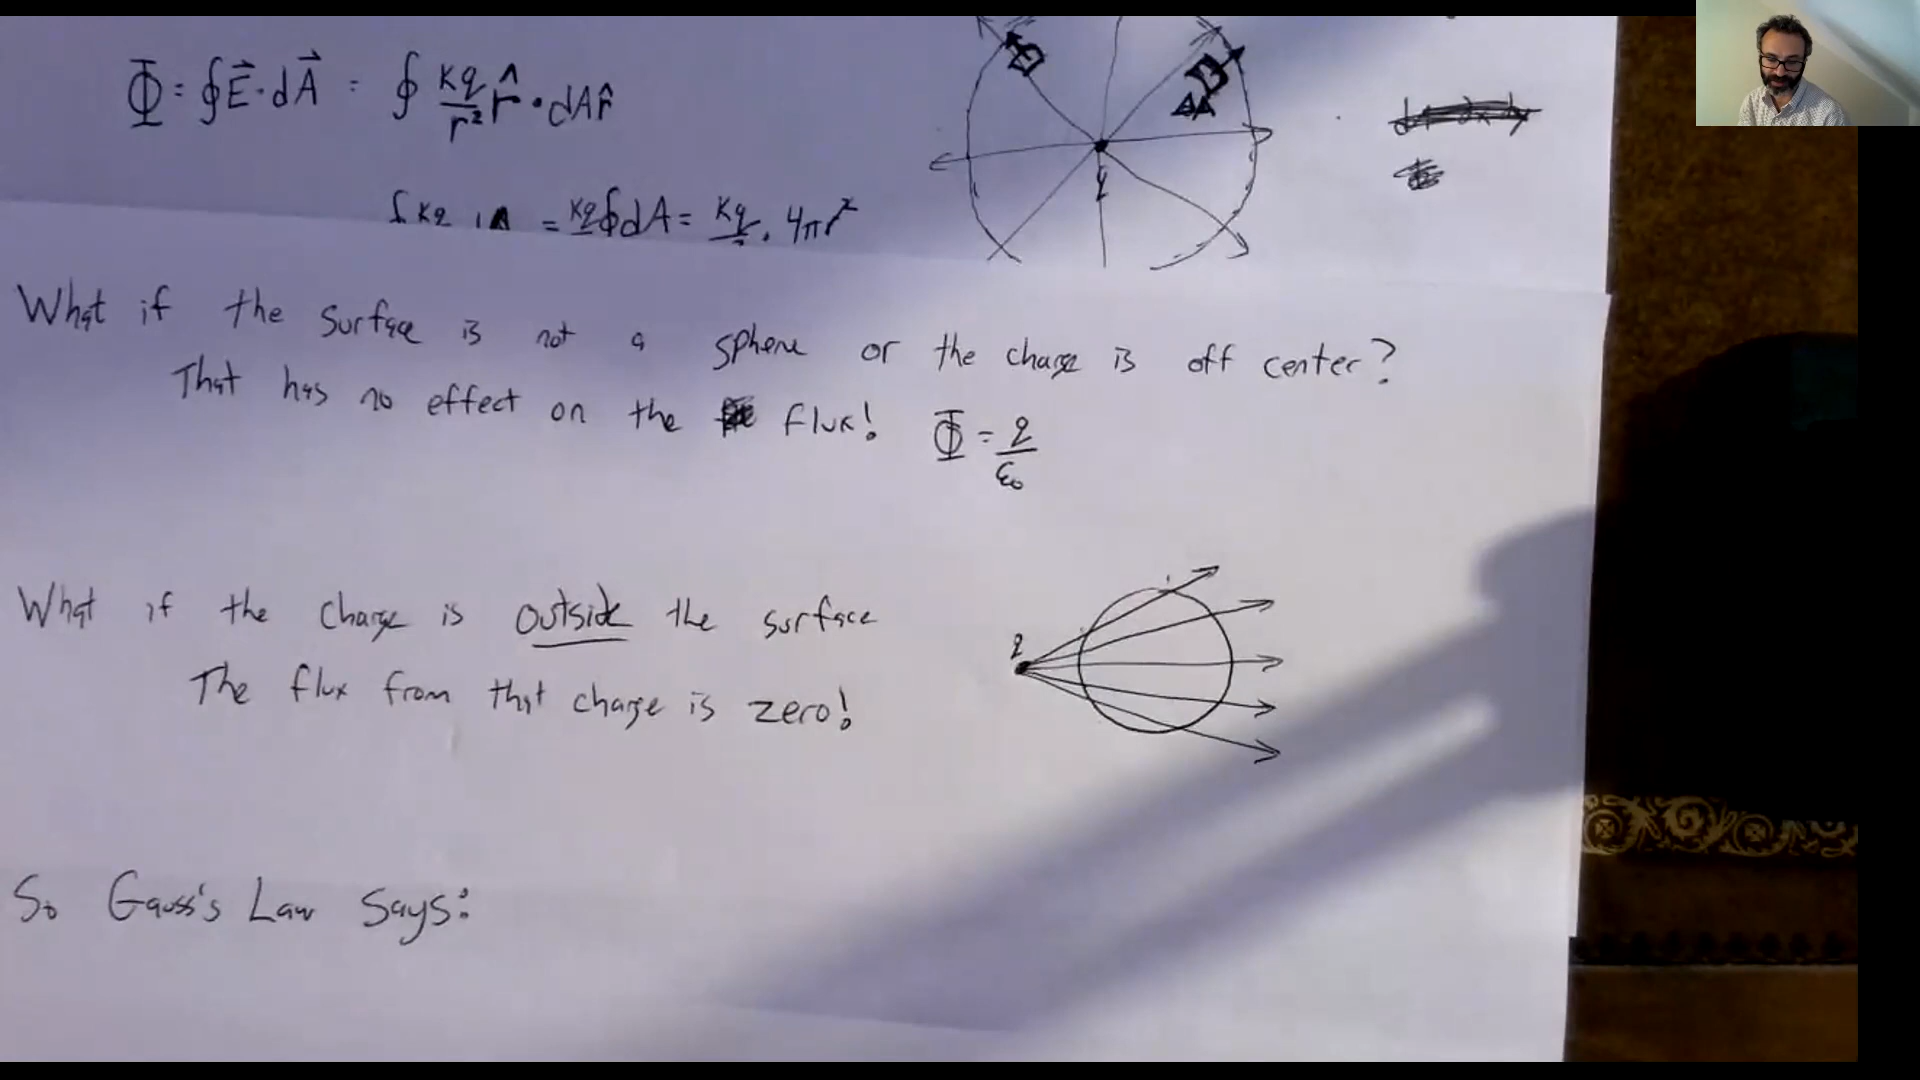 Φ = ∮E⃗·dA⃗ = ∮ kq/r² r̂ · dA r̂
ΔA
q
∮ kq dA = kq ∮dA = kq · 4πr²
What if the surface is not a sphere or the charge is off center?
That has no effect on the flux! Φ = q/ε₀
What if the charge is outside the surface
q
The flux from that charge is zero!
So Gauss's Law says: